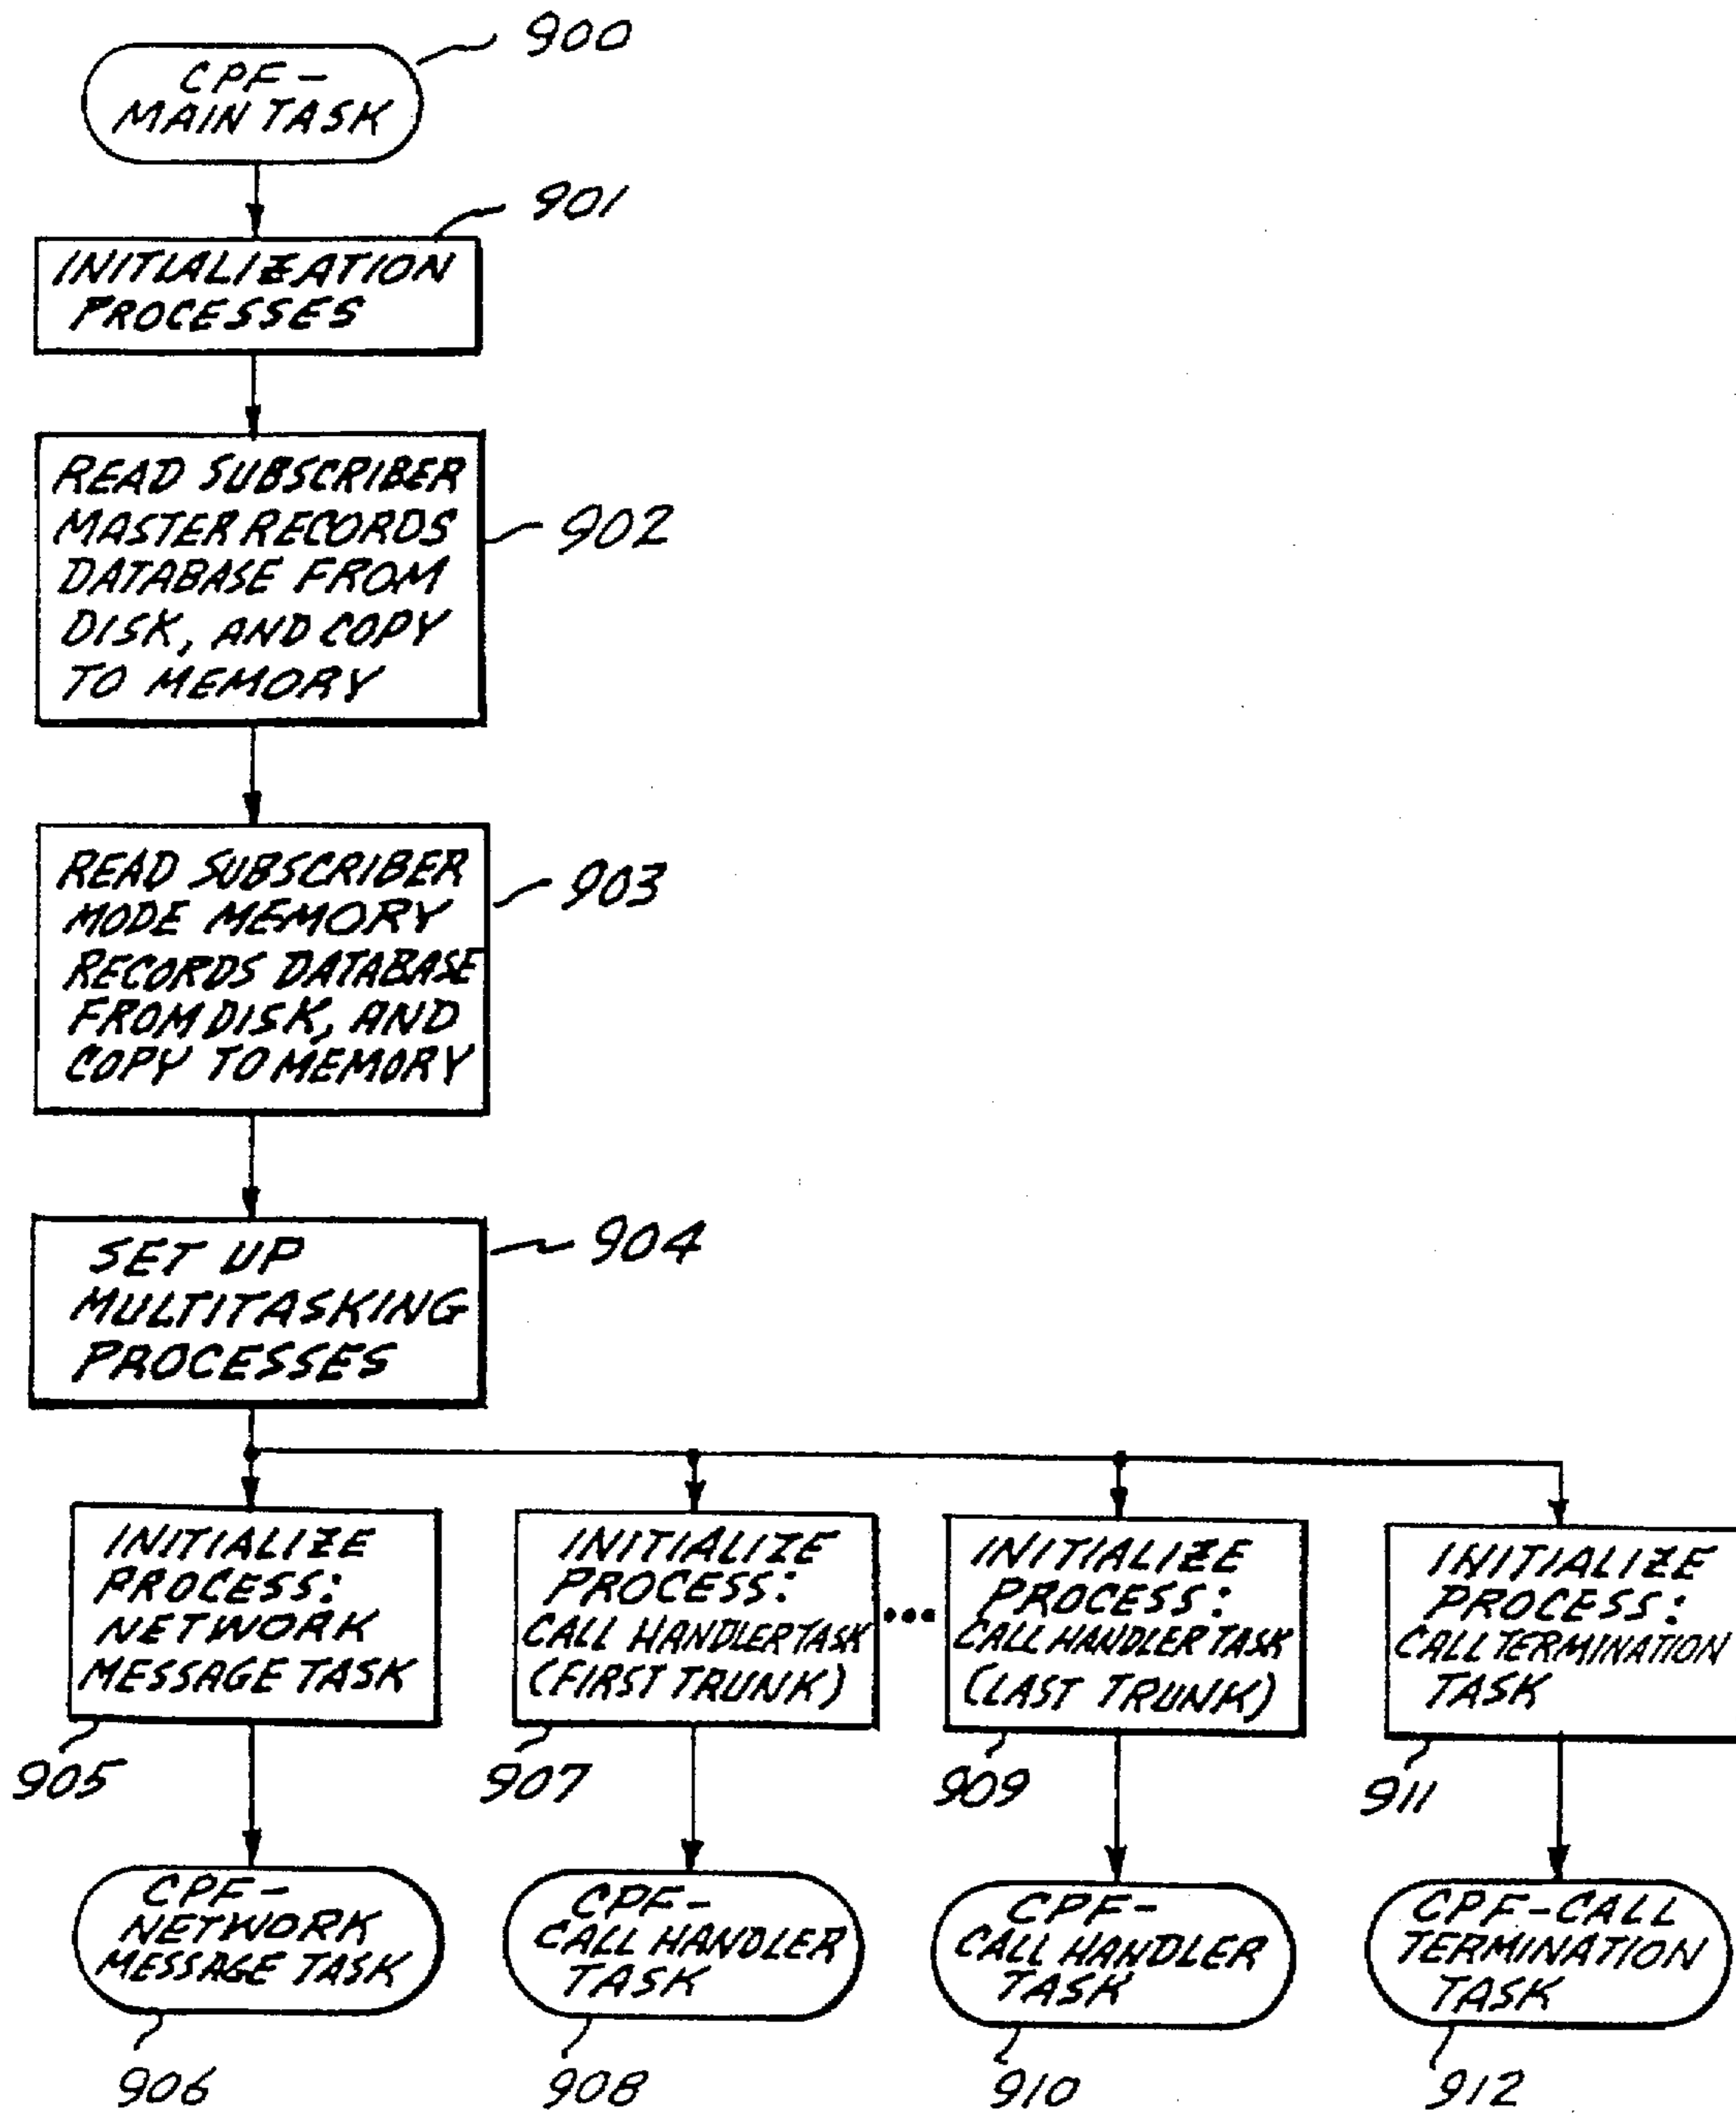 900
CPF-
MAIN TASK
901
INITIALIZATION
PROCESSES
READ SUBSCRIBER
MASTER RECORDS
DATABASE FROM
DISK, AND COPY
TO MEMORY
902
READ SUBSCRIBER
MODE MEMORY
RECORDS DATABASE
FROM DISK, AND
COPY TO MEMORY
903
SET UP
MULTITASKING
PROCESSES
904
INITIALIZE
PROCESS:
NETWORK
MESSAGE TASK
905
INITIALIZE
PROCESS:
CALL HANDLER TASK
(FIRST TRUNK)
907
...
INITIALIZE
PROCESS:
CALL HANDLER TASK
(LAST TRUNK)
909
INITIALIZE
PROCESS:
CALL TERMINATION
TASK
911
CPF-
NETWORK
MESSAGE TASK
906
CPF-
CALL HANDLER
TASK
908
CPF-
CALL HANDLER
TASK
910
CPF-CALL
TERMINATION
TASK
912